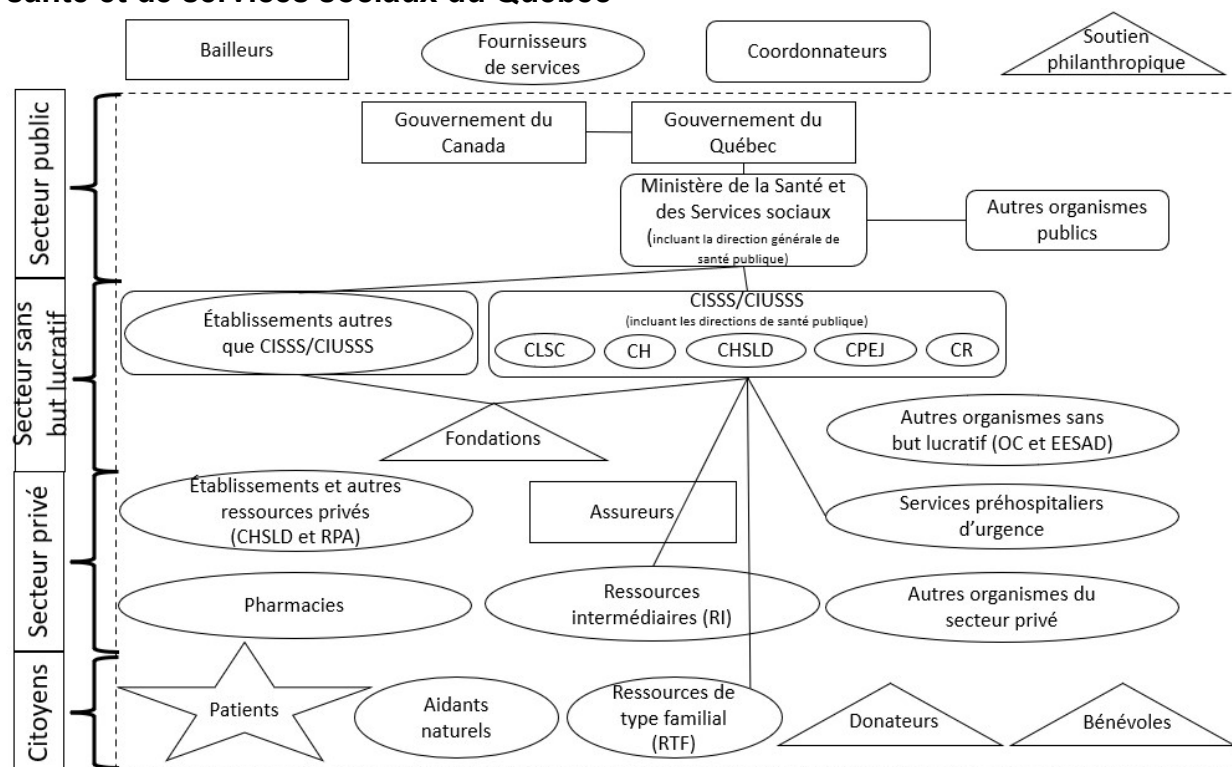 santé et de services sociaux du Québec
Bailleurs
Fournisseurs
de services
Coordonnateurs
Soutien
philanthropique
Secteur public
Gouvernement du
Canada
Gouvernement du
Québec
Ministère de la Santé et
des Services sociaux
(incluant la direction générale de
santé publique)
Autres organismes
publics
Secteur sans
but lucratif
Établissements autres
que CISSS/CIUSSS
CISSS/CIUSSS
(incluant les directions de santé publique)
CLSC
CH
CHSLD
CPEJ
CR
Fondations
Autres organismes sans
but lucratif (OC et EESAD)
Secteur privé
Établissements et autres
ressources privés
(CHSLD et RPA)
Assureurs
Services préhospitaliers
d'urgence
Pharmacies
Ressources
intermédiaires (RI)
Autres organismes du
secteur privé
Citoyens
Patients
Aidants
naturels
Ressources de
type familial
(RTF)
Donateurs
Bénévoles